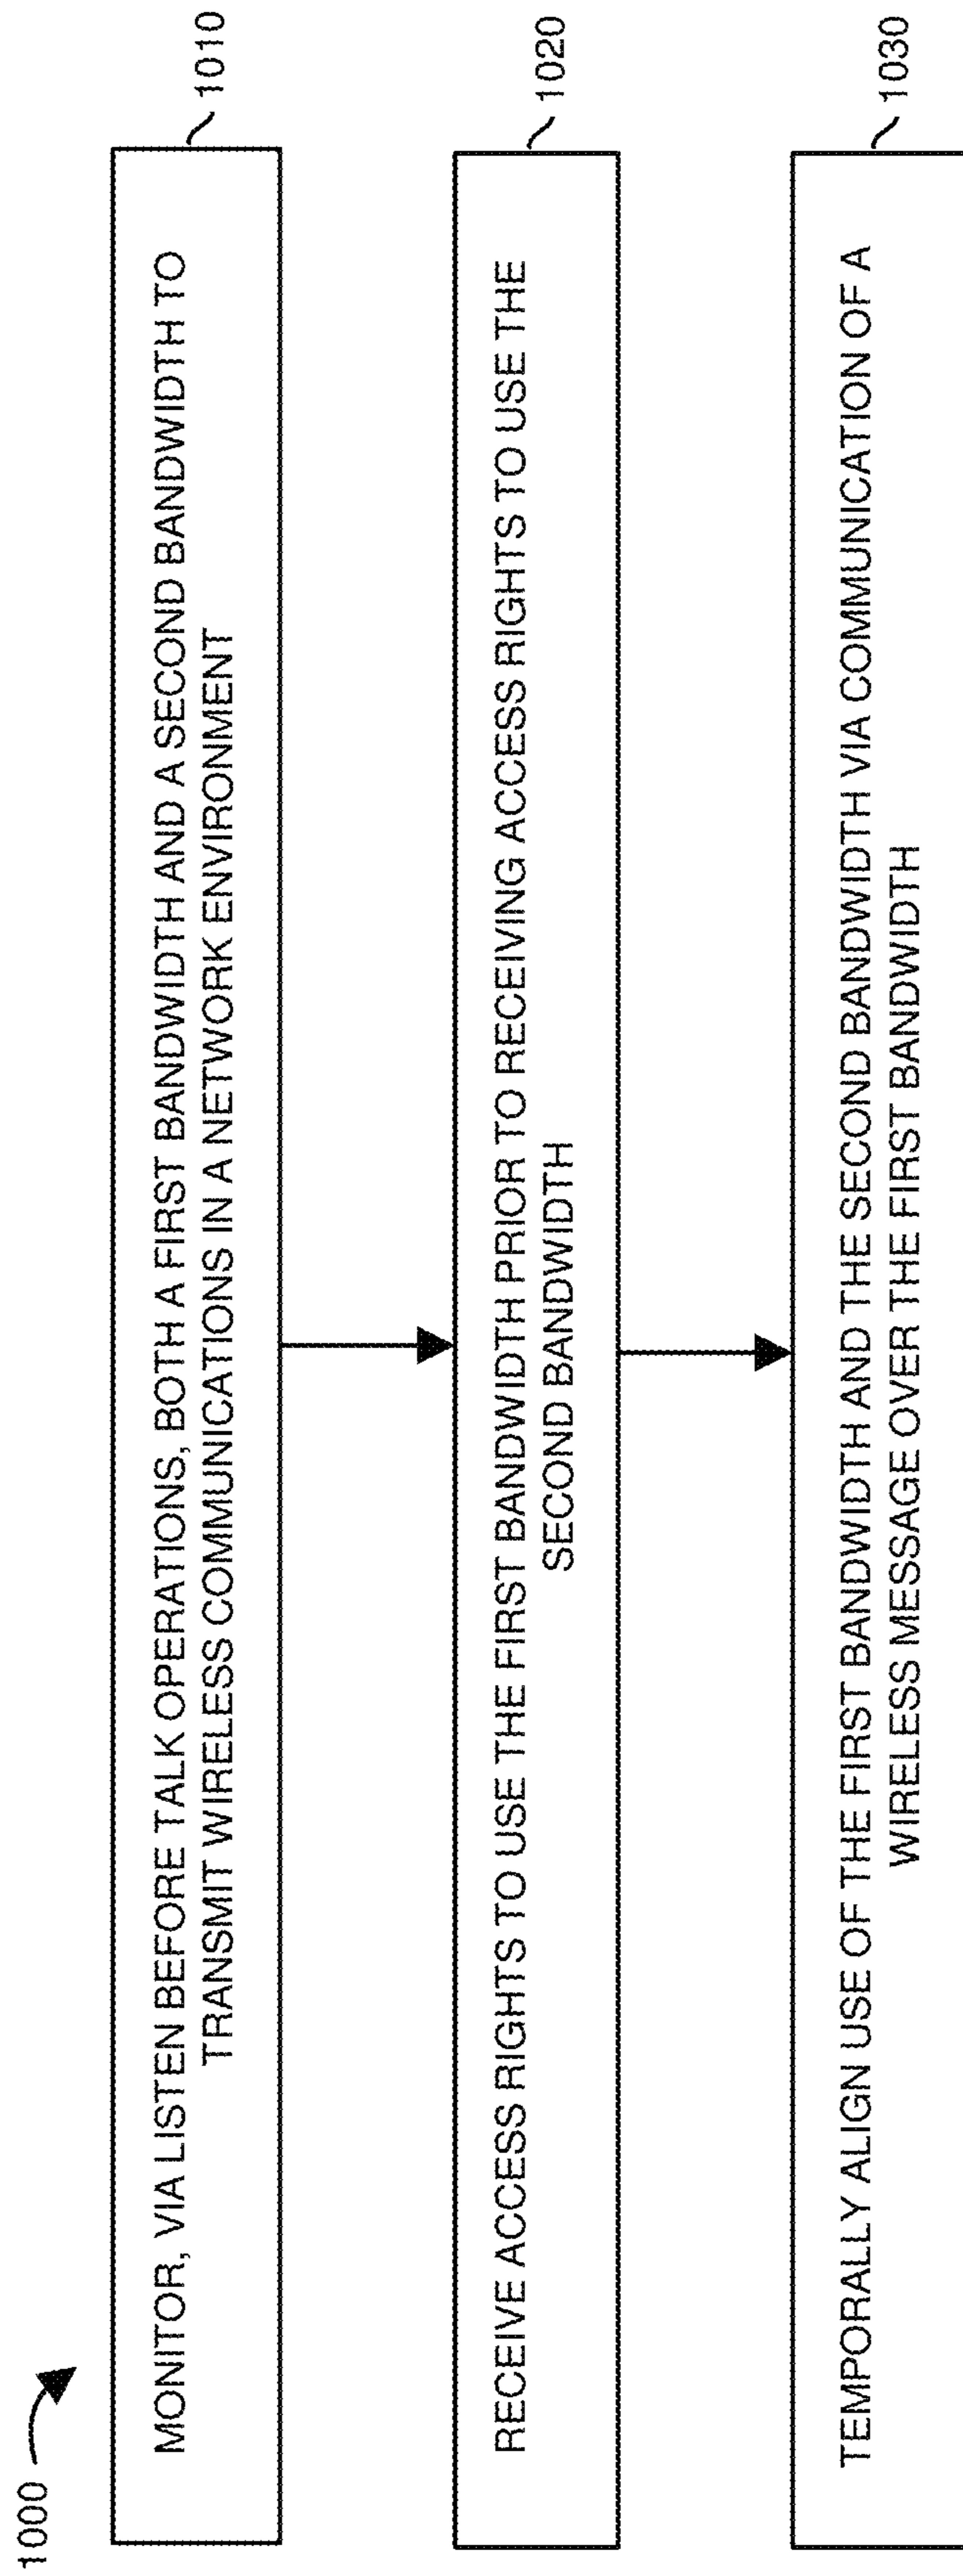 1000
MONITOR, VIA LISTEN BEFORE TALK OPERATIONS, BOTH A FIRST BANDWIDTH AND A SECOND BANDWIDTH TO
TRANSMIT WIRELESS COMMUNICATIONS IN A NETWORK ENVIRONMENT
1010
RECEIVE ACCESS RIGHTS TO USE THE FIRST BANDWIDTH PRIOR TO RECEIVING ACCESS RIGHTS TO USE THE
SECOND BANDWIDTH
1020
TEMPORALLY ALIGN USE OF THE FIRST BANDWIDTH AND THE SECOND BANDWIDTH VIA COMMUNICATION OF A
WIRELESS MESSAGE OVER THE FIRST BANDWIDTH
1030